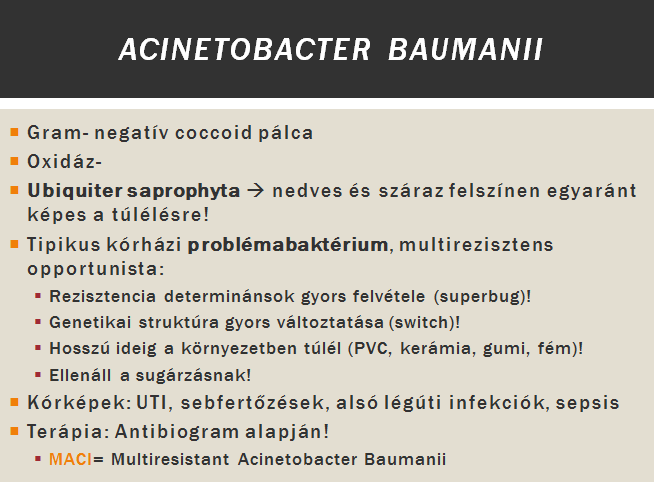 ACINETOBACTER BAUMANII
Gram- negatív coccoid pálca
Oxidáz-
Ubiquiter saprophyta → nedves és száraz felszínen egyaránt
képes a túlélésre!
Tipikus kórházi problémabaktérium, multirezisztens
opportunista:
Rezisztencia determinánsok gyors felvétele (superbug)!
Genetikai struktúra gyors változtatása (switch)!
Hosszú ideig a környezetben túlél (PVC, kerámia, gumi, fém)!
Ellenáll a sugárzásnak!
Kórképek: UTI, sebfertőzések, alsó légúti infekciók, sepsis
Terápia: Antibiogram alapján!
MACI= Multiresistant Acinetobacter Baumanii